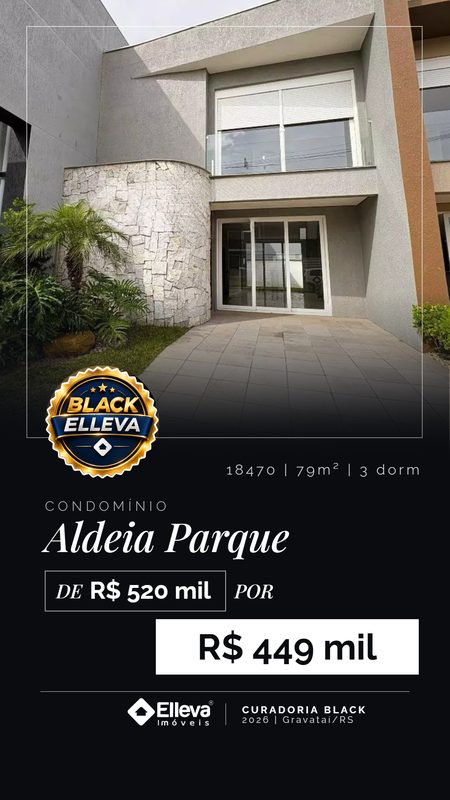 BLACK
ELLEVA
18470 | 79m² | 3 dorm
CONDOMÍNIO
Aldeia Parque
DE R$ 520 mil POR
R$ 449 mil
Elleva®
Imóveis
CURADORIA BLACK
2026 | Gravataí/RS